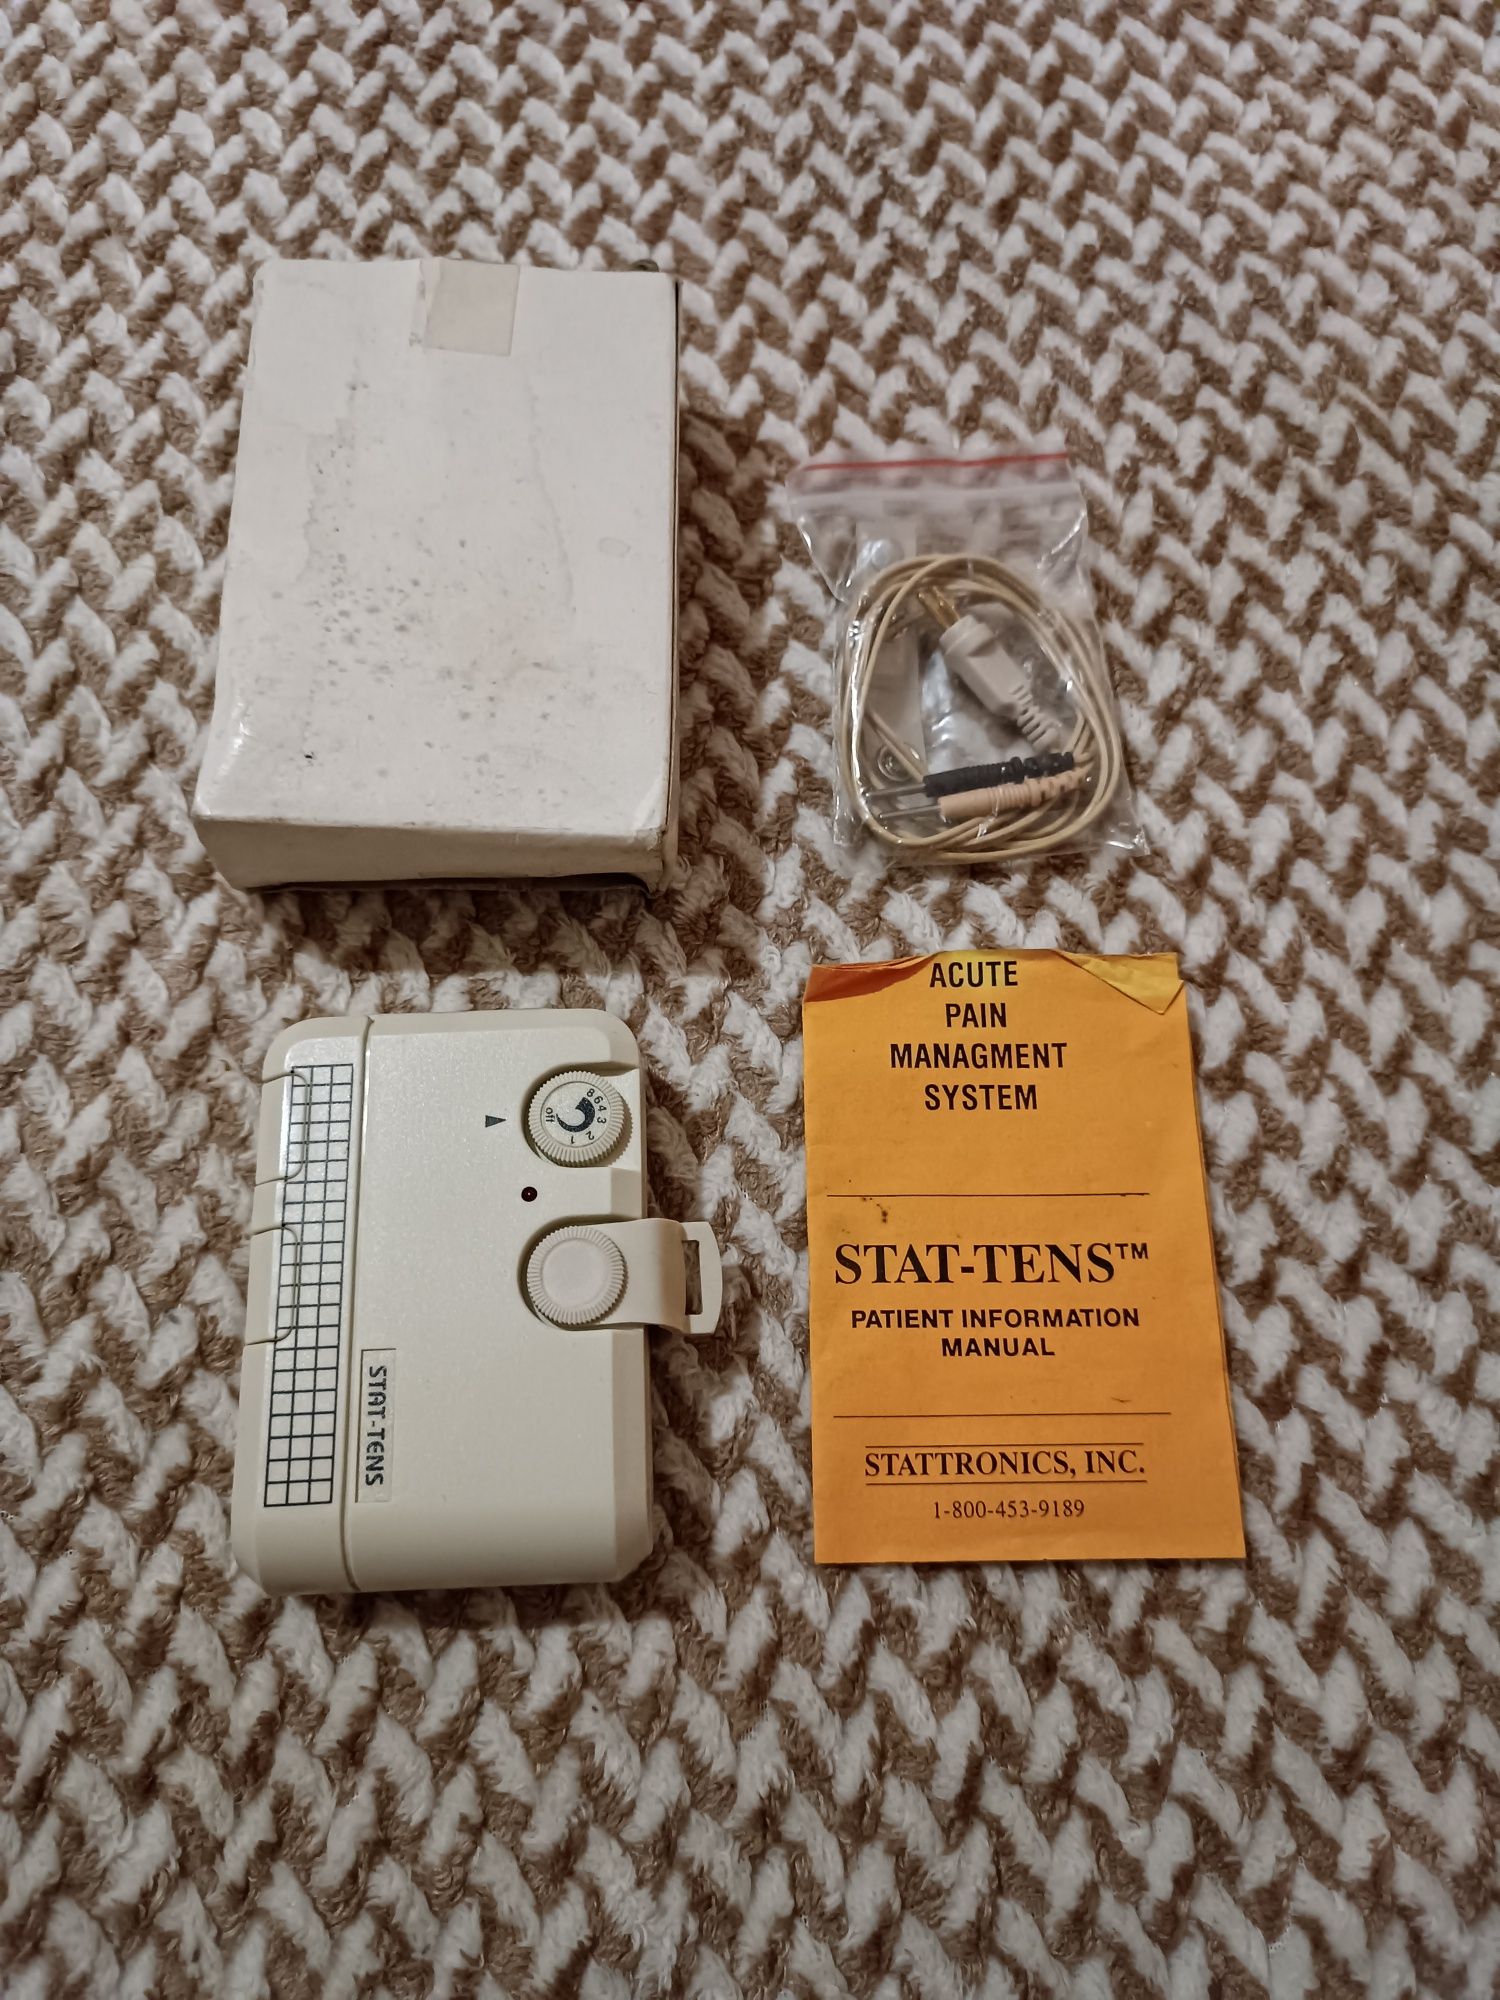 off
1
2
3
4
6
8
STAT-TENS
ACUTE
PAIN
MANAGMENT
SYSTEM
STAT-TENS™
PATIENT INFORMATION
MANUAL
STATTRONICS, INC.
1-800-453-9189